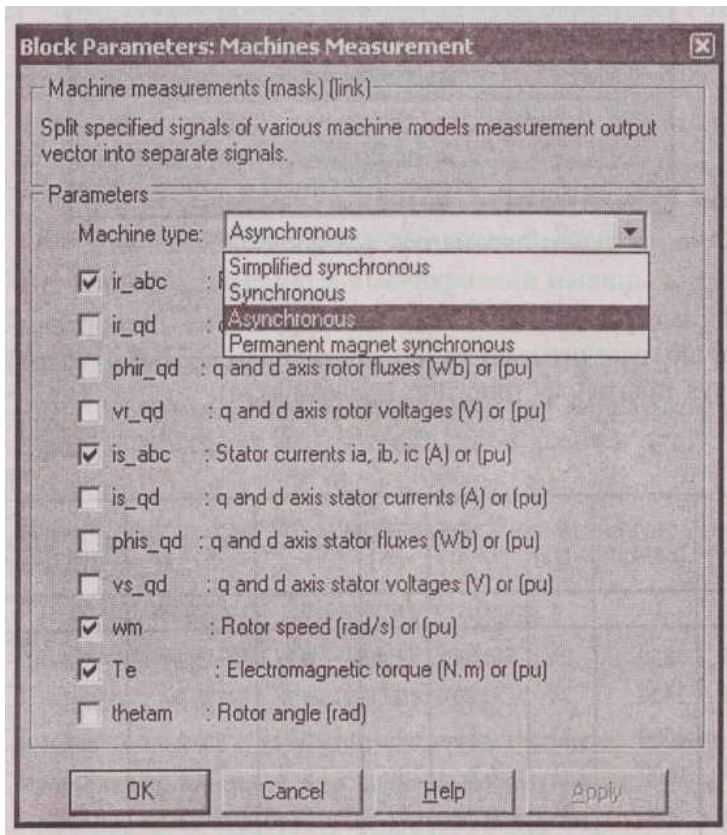 Block Parameters: Machines Measurement
Machine measurements (mask) (link)
Split specified signals of various machine models measurement output
vector into separate signals.
Parameters
Machine type: Asynchronous
Simplified synchronous
Synchronous
Asynchronous
Permanent magnet synchronous
ir_abc :
ir_qd :
phir_qd : q and d axis rotor fluxes (Wb) or (pu)
vr_qd : q and d axis rotor voltages (V) or (pu)
is_abc : Stator currents ia, ib, ic (A) or (pu)
is_qd : q and d axis stator currents (A) or (pu)
phis_qd : q and d axis stator fluxes (Wb) or (pu)
vs_qd : q and d axis stator voltages (V) or (pu)
wm : Rotor speed (rad/s) or (pu)
Te : Electromagnetic torque (N.m) or (pu)
thetam : Rotor angle (rad)
OK Cancel Help Apply